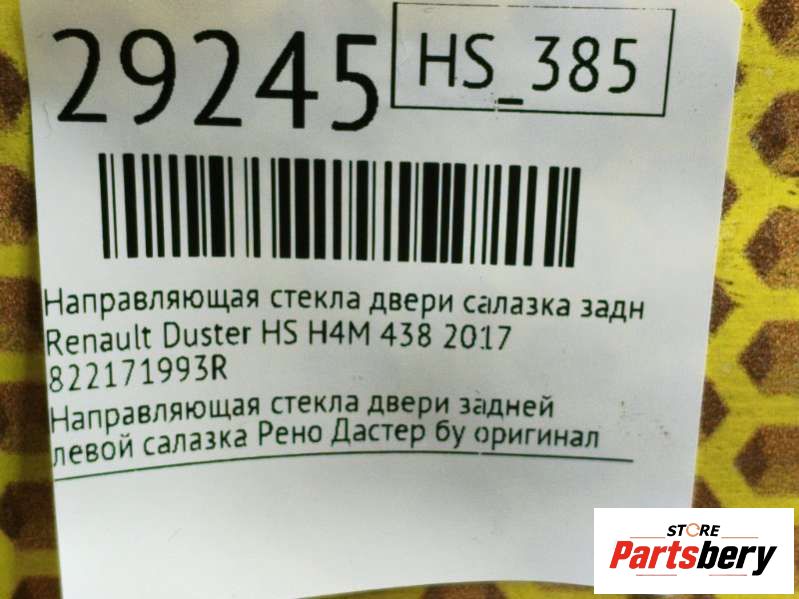 29245
HS_385
Направляющая стекла двери салазка задн
Renault Duster HS H4M 438 2017
822171993R
Направляющая стекла двери задней
левой салазка Рено Дастер бу оригинал
STORE
Partsbery